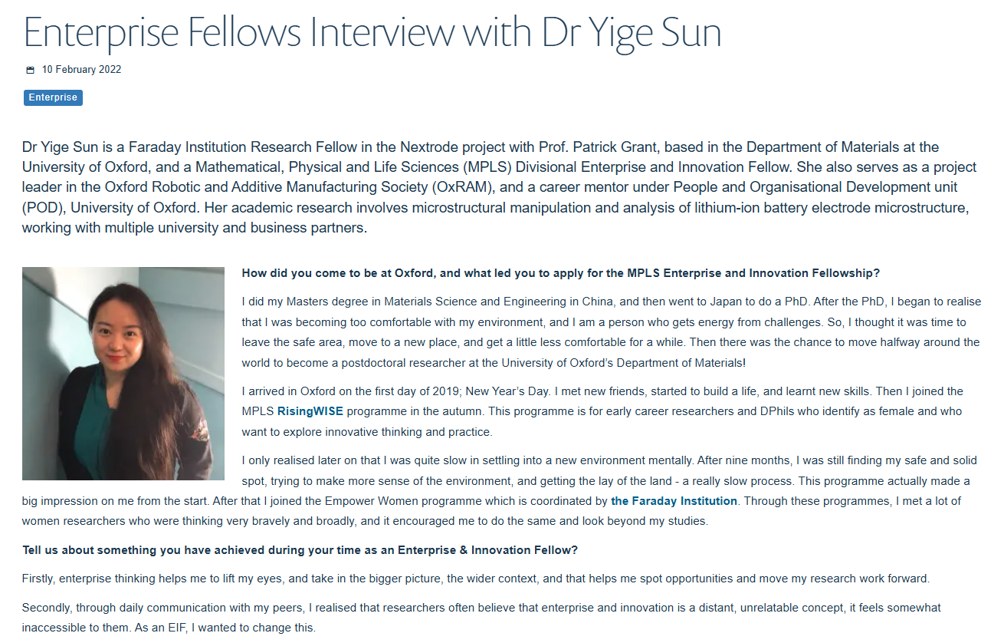 Enterprise Fellows Interview with Dr Yige Sun
10 February 2022
Enterprise
Dr Yige Sun is a Faraday Institution Research Fellow in the Nextrode project with Prof. Patrick Grant, based in the Department of Materials at the
University of Oxford, and a Mathematical, Physical and Life Sciences (MPLS) Divisional Enterprise and Innovation Fellow. She also serves as a project
leader in the Oxford Robotic and Additive Manufacturing Society (OxRAM), and a career mentor under People and Organisational Development unit
(POD), University of Oxford. Her academic research involves microstructural manipulation and analysis of lithium-ion battery electrode microstructure,
working with multiple university and business partners.
How did you come to be at Oxford, and what led you to apply for the MPLS Enterprise and Innovation Fellowship?
I did my Masters degree in Materials Science and Engineering in China, and then went to Japan to do a PhD. After the PhD, I began to realise
that I was becoming too comfortable with my environment, and I am a person who gets energy from challenges. So, I thought it was time to
leave the safe area, move to a new place, and get a little less comfortable for a while. Then there was the chance to move halfway around the
world to become a postdoctoral researcher at the University of Oxford's Department of Materials!
I arrived in Oxford on the first day of 2019; New Year's Day. I met new friends, started to build a life, and learnt new skills. Then I joined the
MPLS RisingWISE programme in the autumn. This programme is for early career researchers and DPhils who identify as female and who
want to explore innovative thinking and practice.
I only realised later on that I was quite slow in settling into a new environment mentally. After nine months, I was still finding my safe and solid
spot, trying to make more sense of the environment, and getting the lay of the land - a really slow process. This programme actually made a
big impression on me from the start. After that I joined the Empower Women programme which is coordinated by the Faraday Institution. Through these programmes, I met a lot of
women researchers who were thinking very bravely and broadly, and it encouraged me to do the same and look beyond my studies.
Tell us about something you have achieved during your time as an Enterprise & Innovation Fellow?
Firstly, enterprise thinking helps me to lift my eyes, and take in the bigger picture, the wider context, and that helps me spot opportunities and move my research work forward.
Secondly, through daily communication with my peers, I realised that researchers often believe that enterprise and innovation is a distant, unrelatable concept, it feels somewhat
inaccessible to them. As an EIF, I wanted to change this.